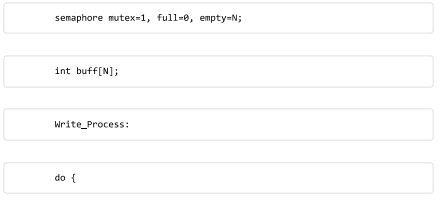 semaphore mutex=1, full=0, empty=N;
int buff[N];
Write_Process:
do {